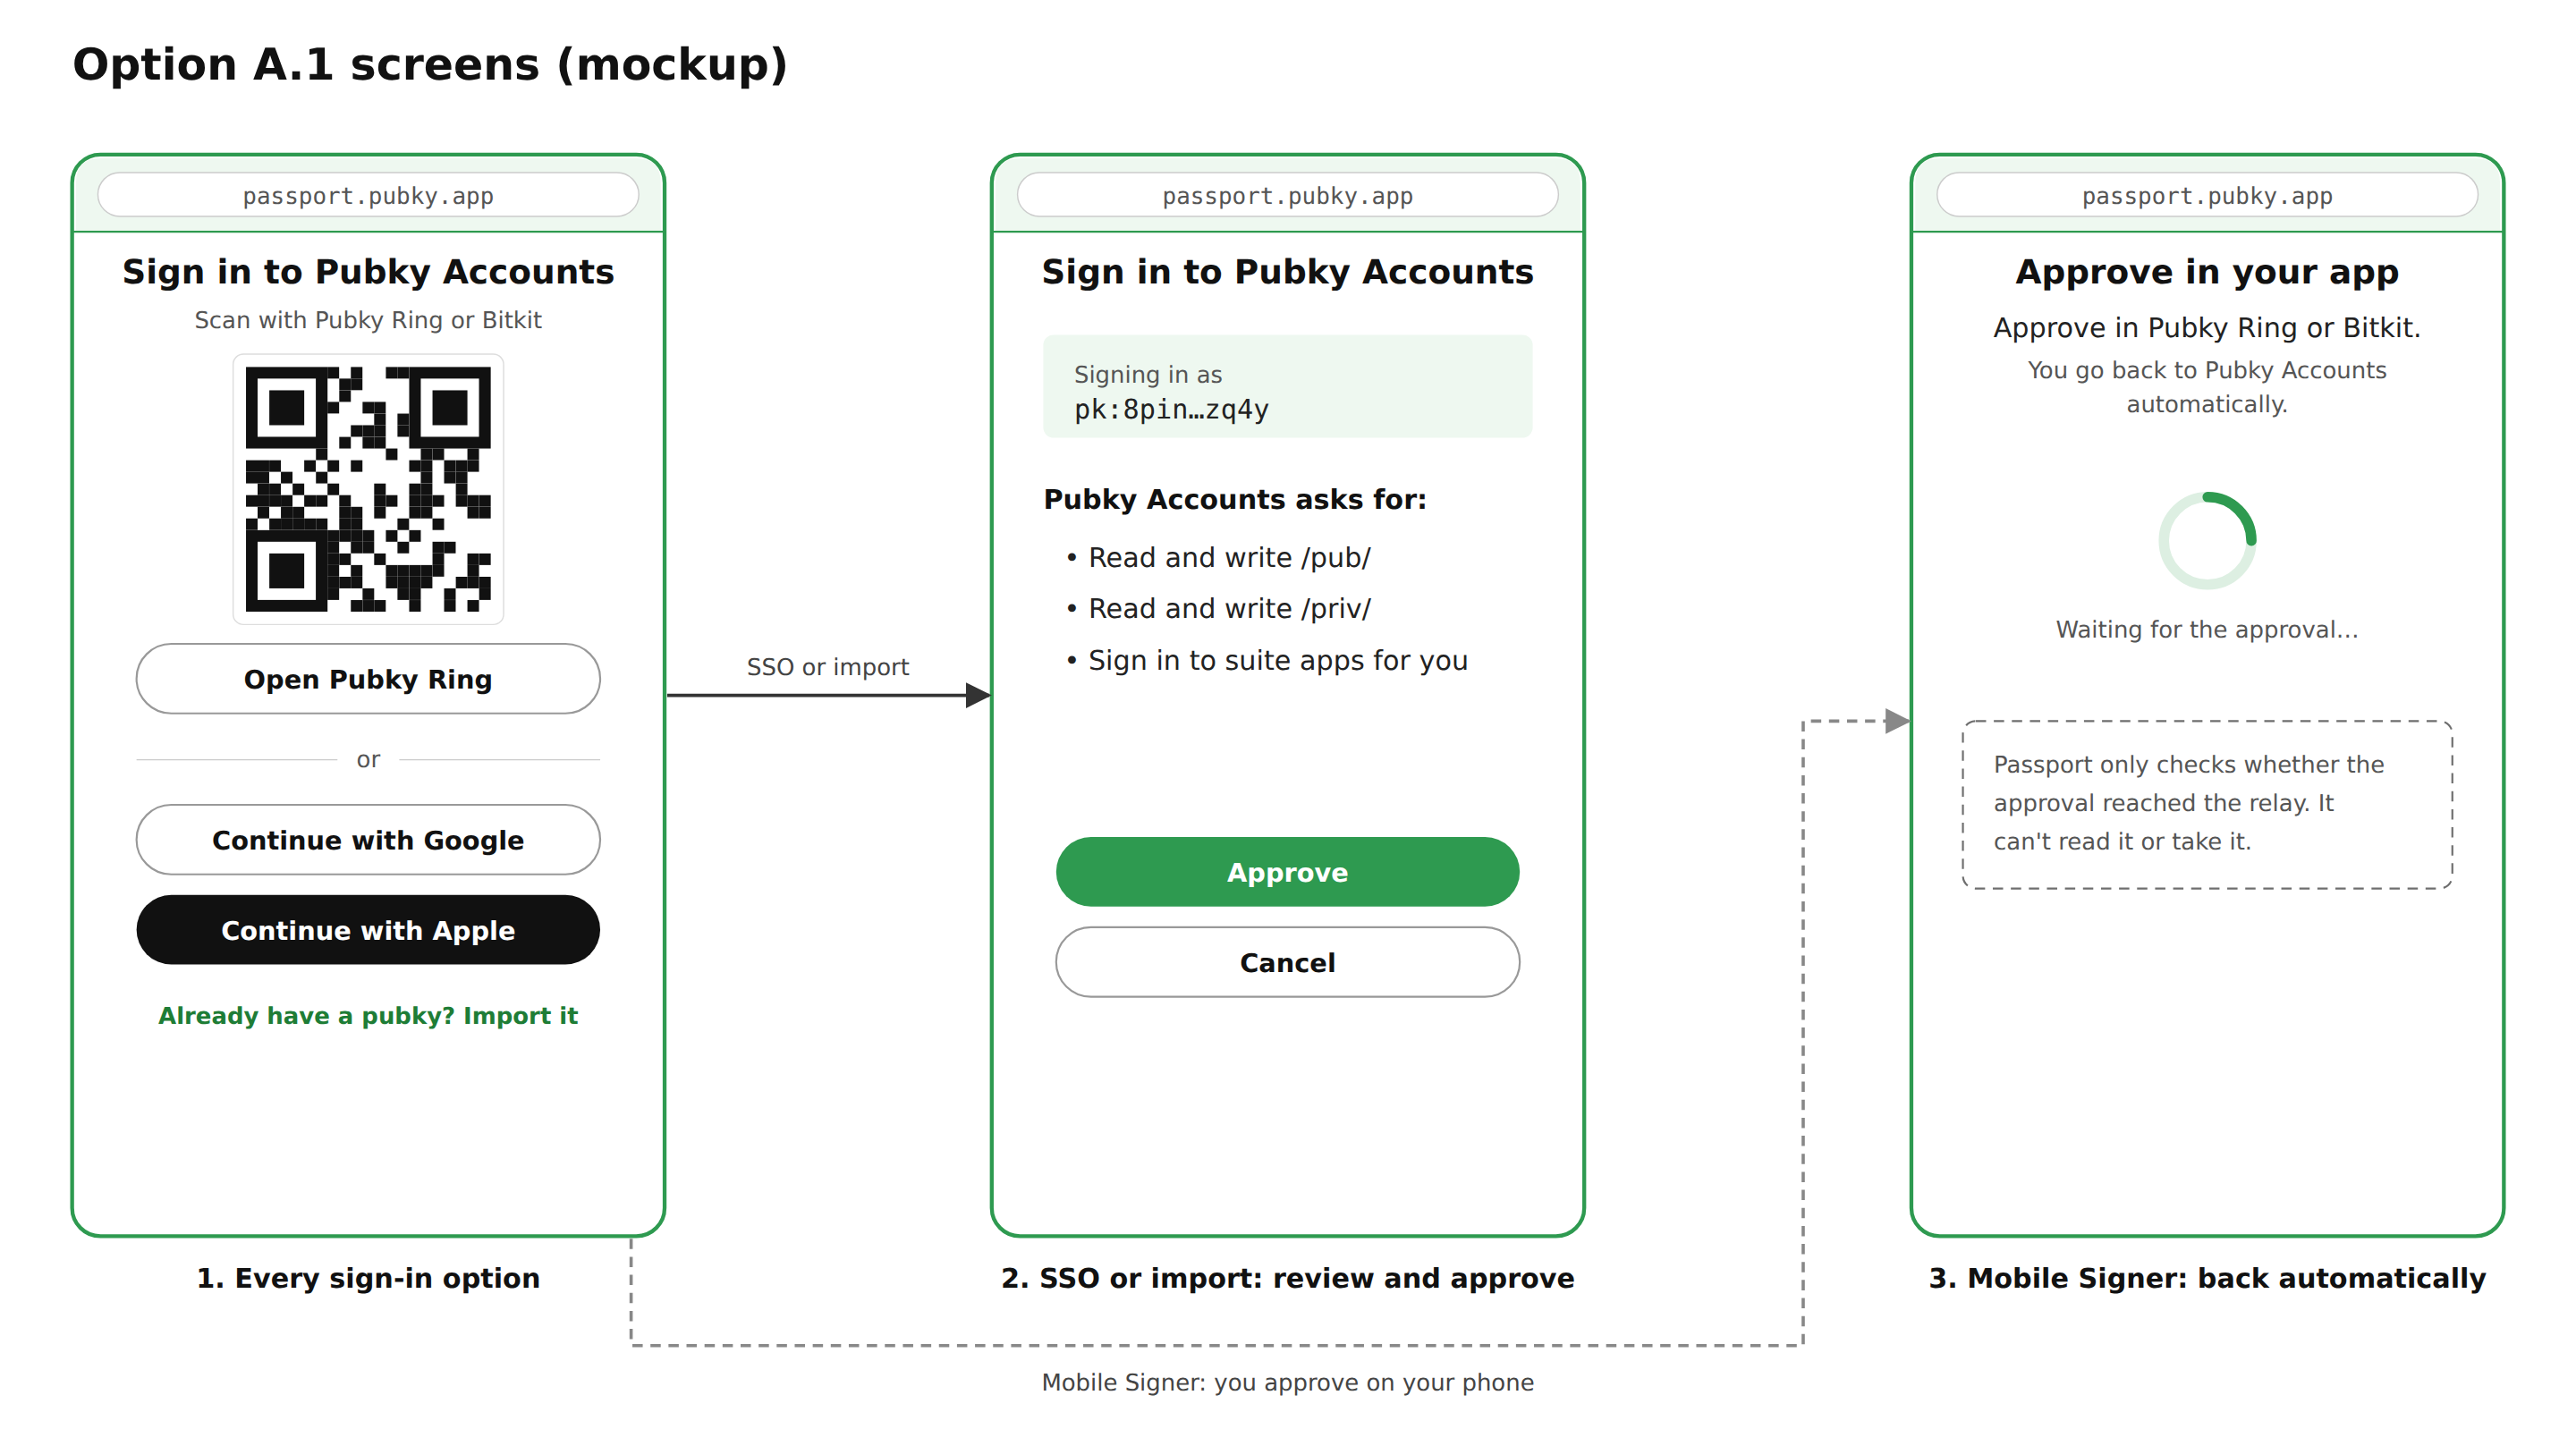 Option A.1 screens (mockup)
passport.pubky.app
Sign in to Pubky Accounts
Scan with Pubky Ring or Bitkit
Open Pubky Ring
or
Continue with Google
Continue with Apple
Already have a pubky? Import it
1. Every sign-in option
SSO or import
passport.pubky.app
Sign in to Pubky Accounts
Signing in as
pk:8pin…zq4y
Pubky Accounts asks for:
• Read and write /pub/
• Read and write /priv/
• Sign in to suite apps for you
Approve
Cancel
2. SSO or import: review and approve
passport.pubky.app
Approve in your app
Approve in Pubky Ring or Bitkit.
You go back to Pubky Accounts
automatically.
Waiting for the approval…
Passport only checks whether the
approval reached the relay. It
can't read it or take it.
3. Mobile Signer: back automatically
Mobile Signer: you approve on your phone